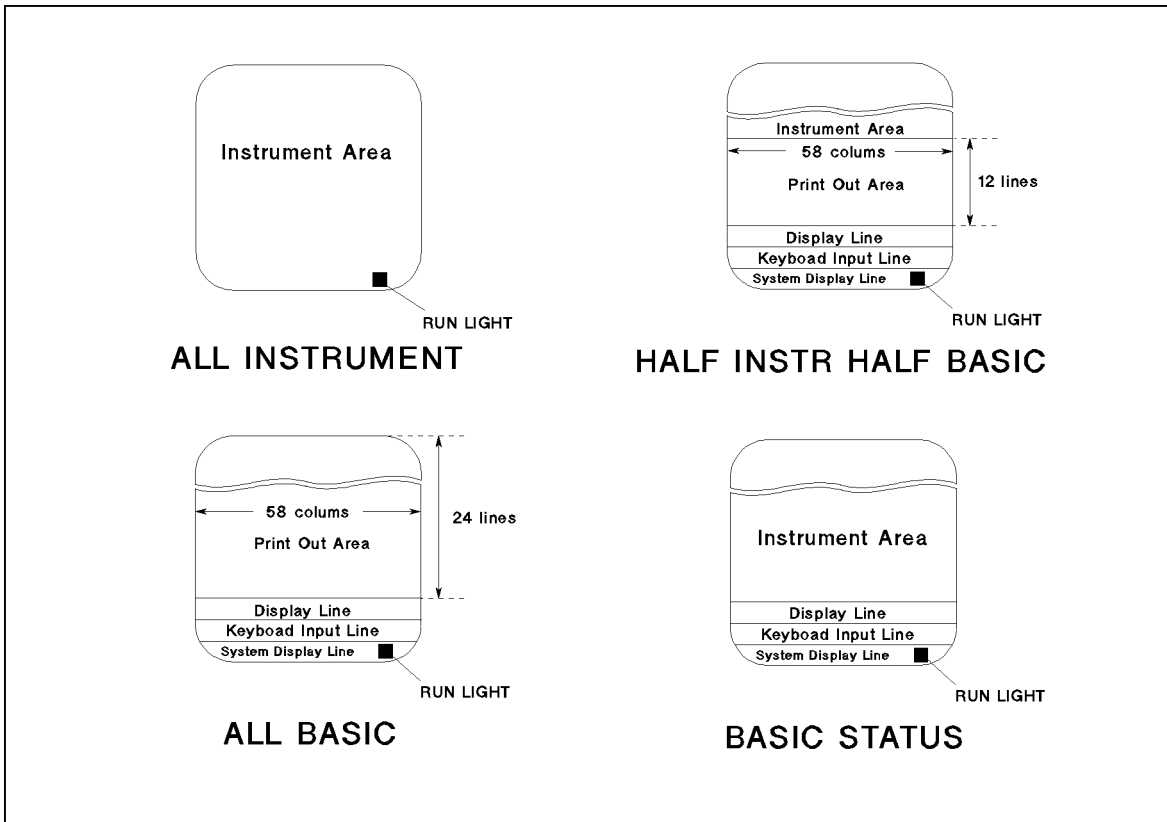 Instrument Area
RUN LIGHT
ALL INSTRUMENT
Instrument Area
58 colums
Print Out Area
12 lines
Display Line
Keyboad Input Line
System Display Line
RUN LIGHT
HALF INSTR HALF BASIC
58 colums
24 lines
Print Out Area
Display Line
Keyboad Input Line
System Display Line
RUN LIGHT
ALL BASIC
Instrument Area
Display Line
Keyboad Input Line
System Display Line
RUN LIGHT
BASIC STATUS